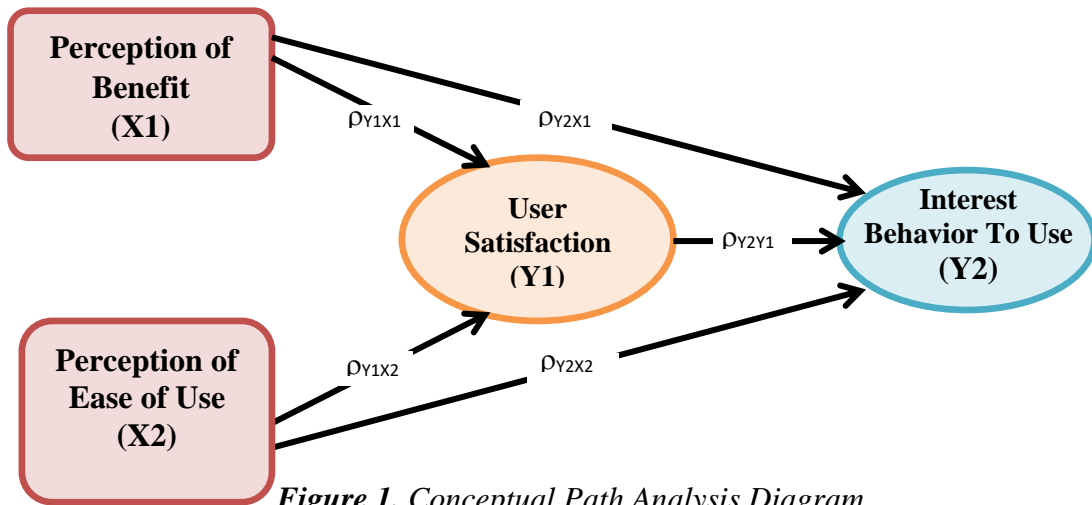 Perception of
Benefit
(X1)
ρY1X1
ρY2X1
User
Satisfaction
(Y1)
ρY2Y1
Interest
Behavior To Use
(Y2)
Perception of
Ease of Use
(X2)
ρY1X2
ρY2X2
Figure 1. Conceptual Path Analysis Diagram